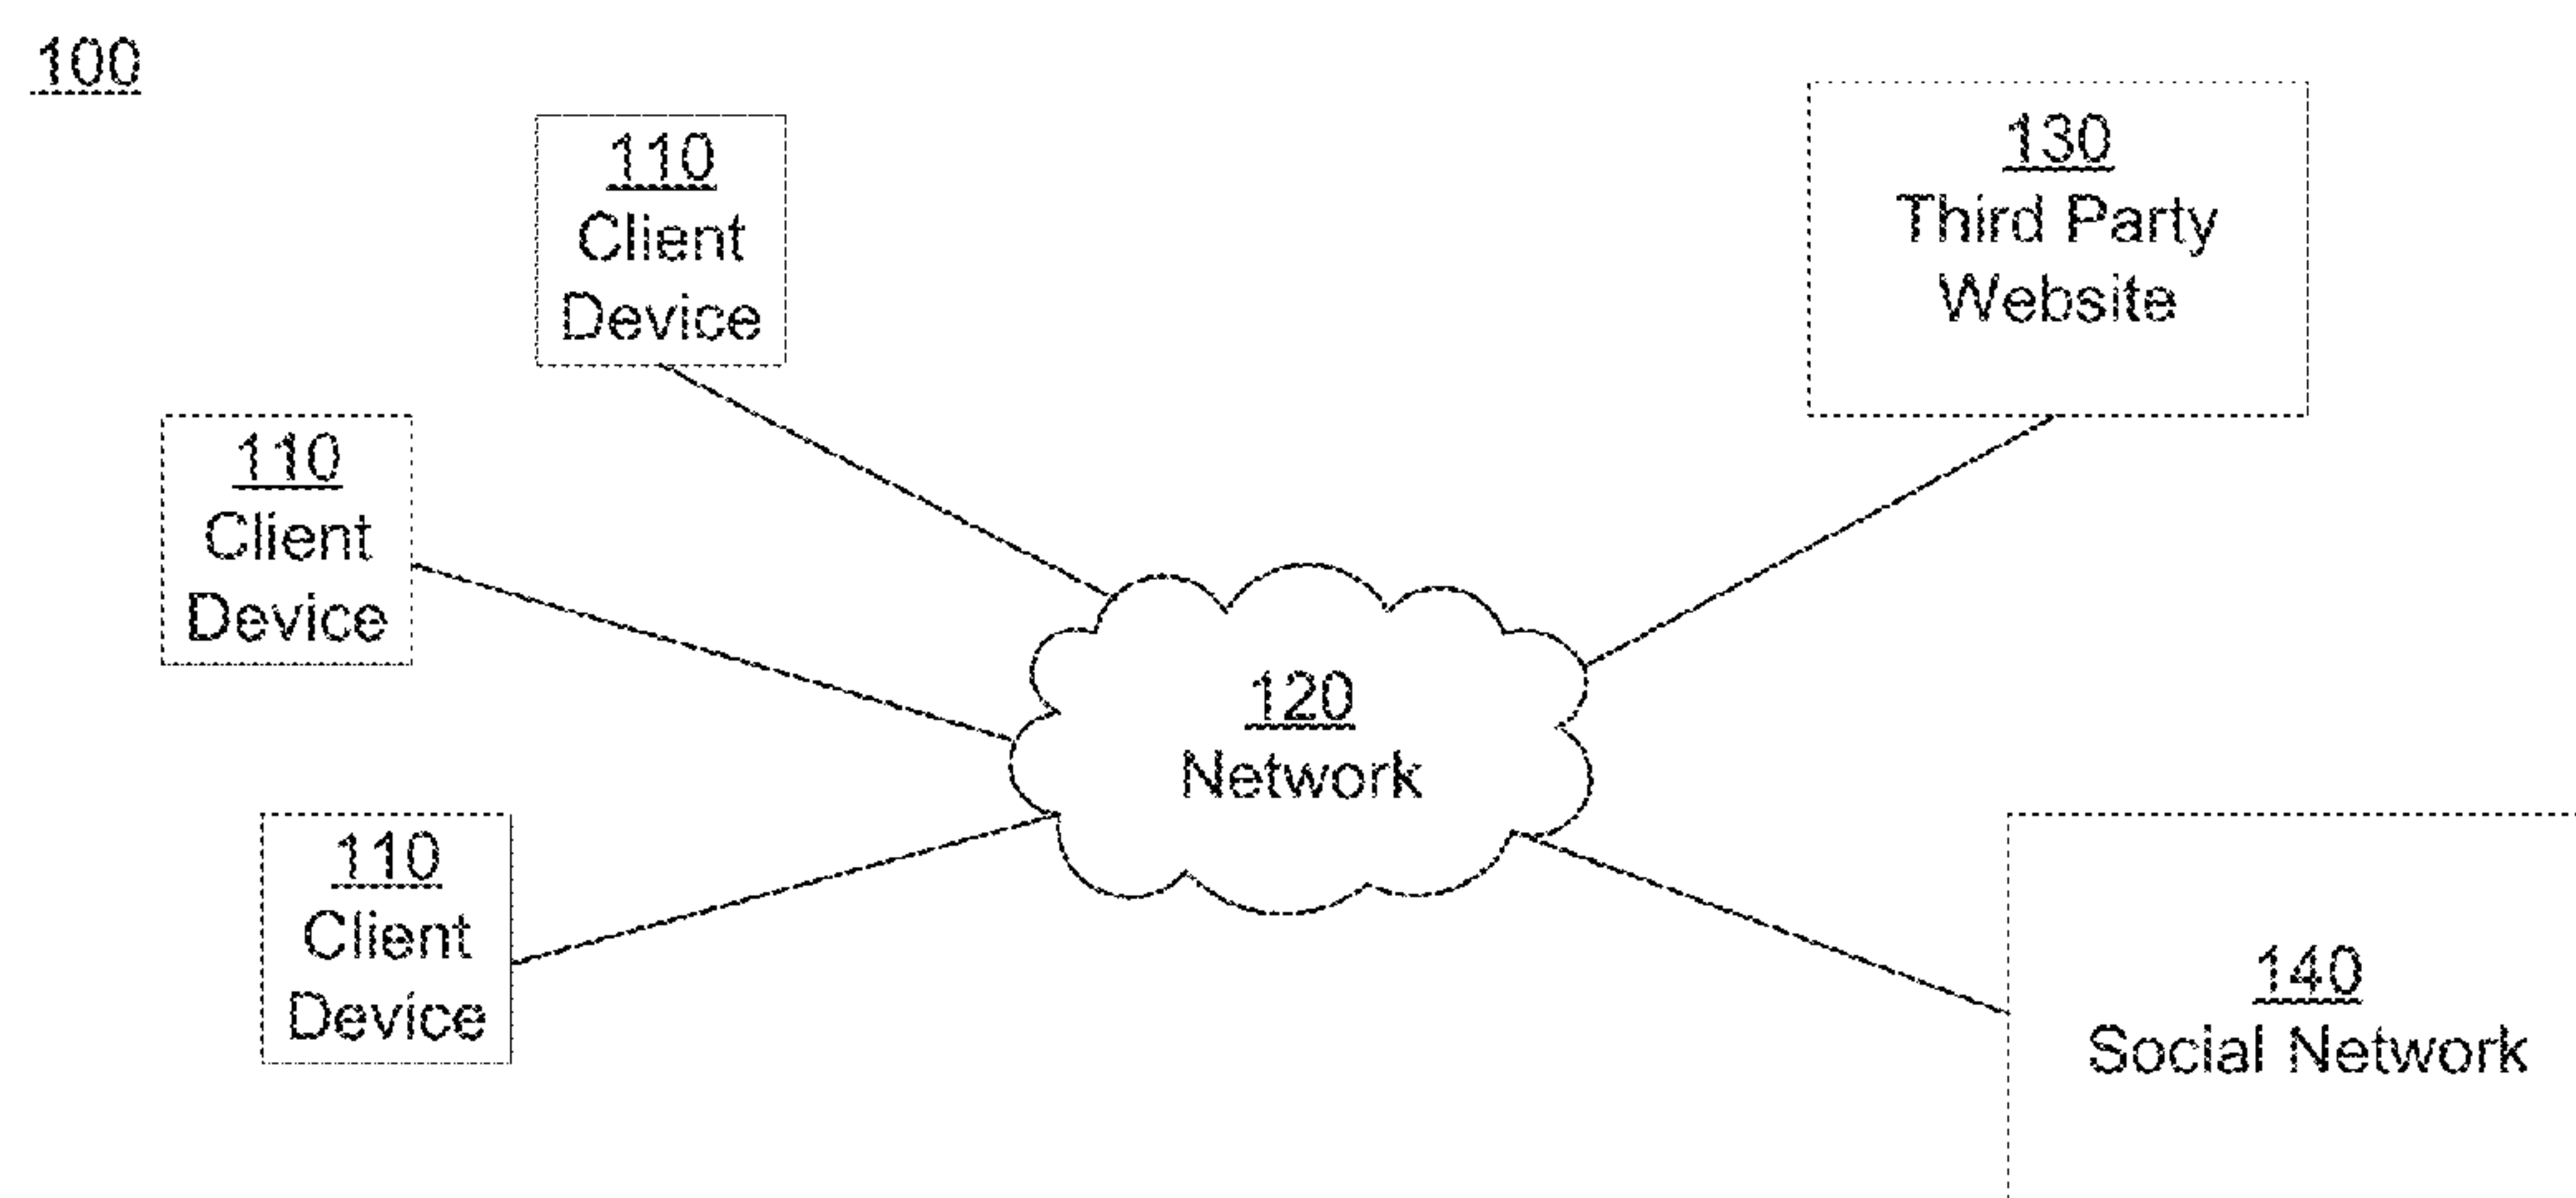 100
110
Client
Device
130
Third Party
Website
110
Client
Device
120
Network
110
Client
Device
140
Social Network